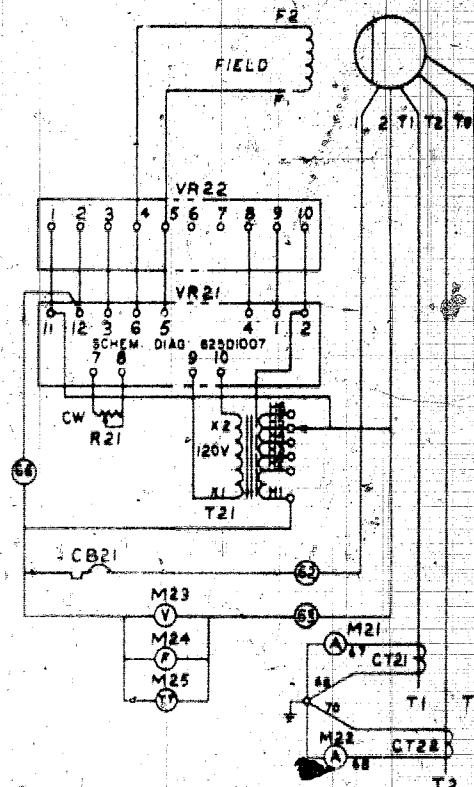 F2
FIELD
F1
1 2 T1 T2 T0
VR22
1 2 3 4 5 6 7 8 9 10
VR21
11 12 3 6 5 4 1 2
SCHEM. DIAG 625D1007
7 8 9 10
CW
R21
X2
120V
X1
H1
T21
66
CB21
62
M23
V
65
M24
F
M25
M21
A
67
CT21
68
70
T1
T
M22
A
68
CT22
T2